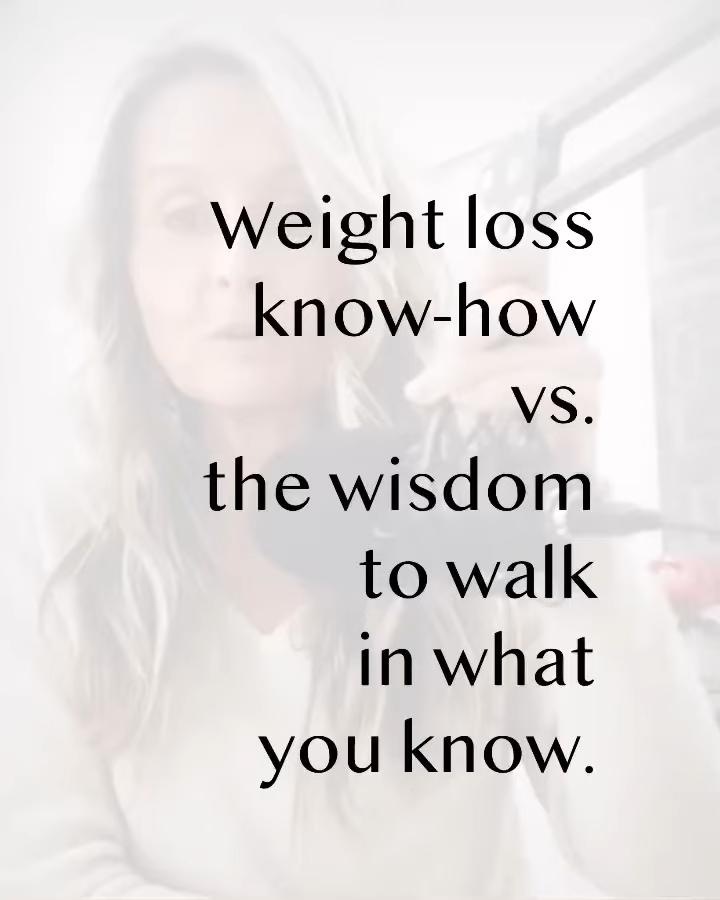 Weight loss
know-how
vs.
the wisdom
to walk
in what
you know.